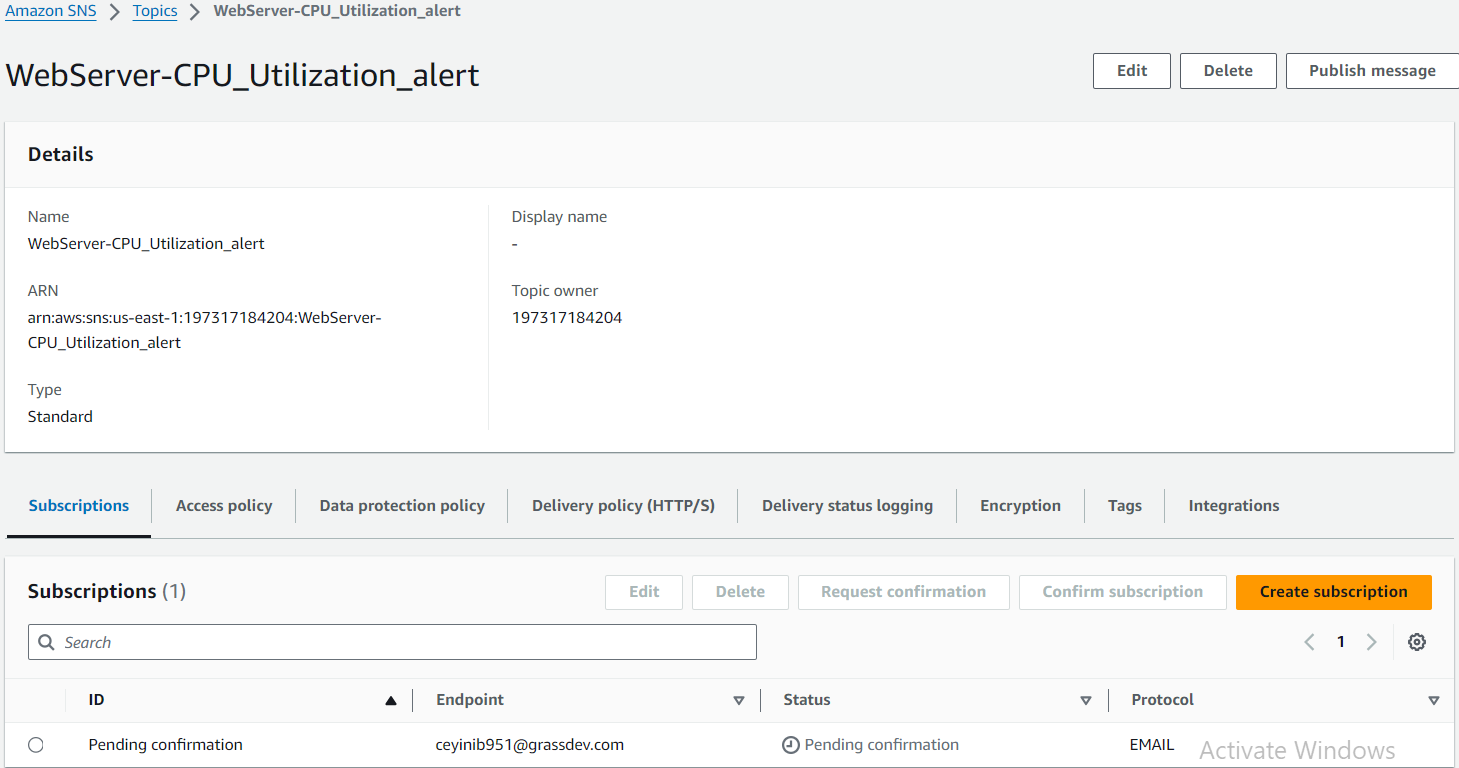 Amazon SNS > Topics > WebServer-CPU_Utilization_alert
WebServer-CPU_Utilization_alert
Edit Delete Publish message
Details
Name
WebServer-CPU_Utilization_alert
ARN
arn:aws:sns:us-east-1:197317184204:WebServer-
CPU_Utilization_alert
Type
Standard
Display name
-
Topic owner
197317184204
Subscriptions Access policy Data protection policy Delivery policy (HTTP/S) Delivery status logging Encryption Tags Integrations
Subscriptions (1)
Edit Delete Request confirmation Confirm subscription Create subscription
Search
1
ID Endpoint Status Protocol
Pending confirmation ceyinib951@grassdev.com Pending confirmation EMAIL
Activate Windows